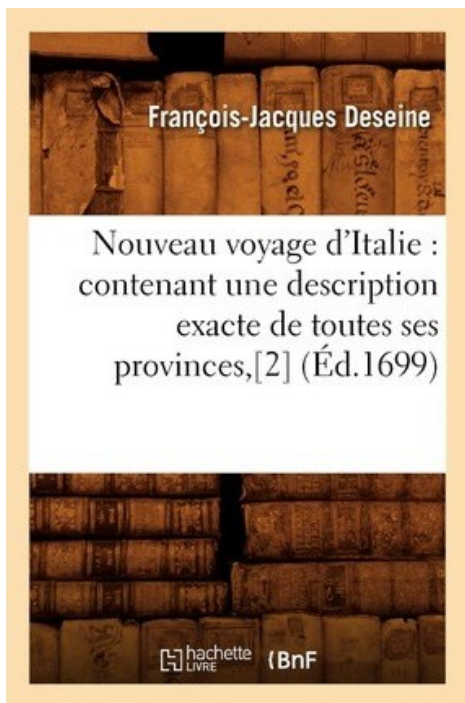 François-Jacques Deseine
Nouveau voyage d'Italie :
contenant une description
exacte de toutes ses
provinces,[2] (Éd.1699)
hachette
LIVRE
(BnF